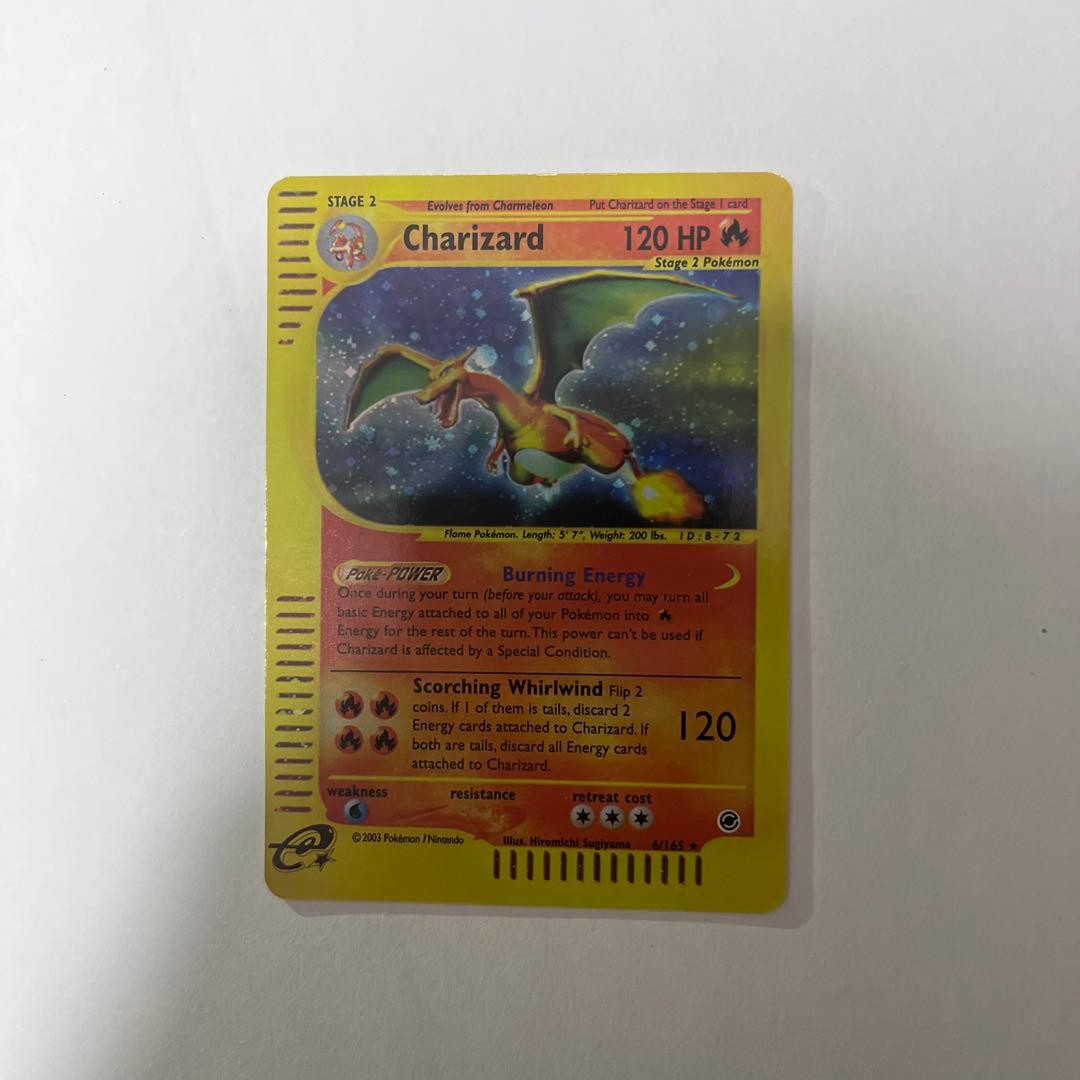 STAGE 2
Evolves from Charmeleon
Put Charizard on the Stage 1 card
Charizard
120 HP
Stage 2 Pokémon
Flame Pokémon. Length: 5' 7", Weight: 200 lbs. ID:B-72
Poké-POWER
Burning Energy
Once during your turn (before your attack), you may turn all
basic Energy attached to all of your Pokémon into
Energy for the rest of the turn. This power can't be used if
Charizard is affected by a Special Condition.
Scorching Whirlwind Flip 2
coins. If 1 of them is tails, discard 2
Energy cards attached to Charizard. If
both are tails, discard all Energy cards
attached to Charizard.
120
weakness
resistance
retreat cost
e
©2003 Pokémon / Nintendo
Illus. Hiromichi Sugiyama
6/165 ★